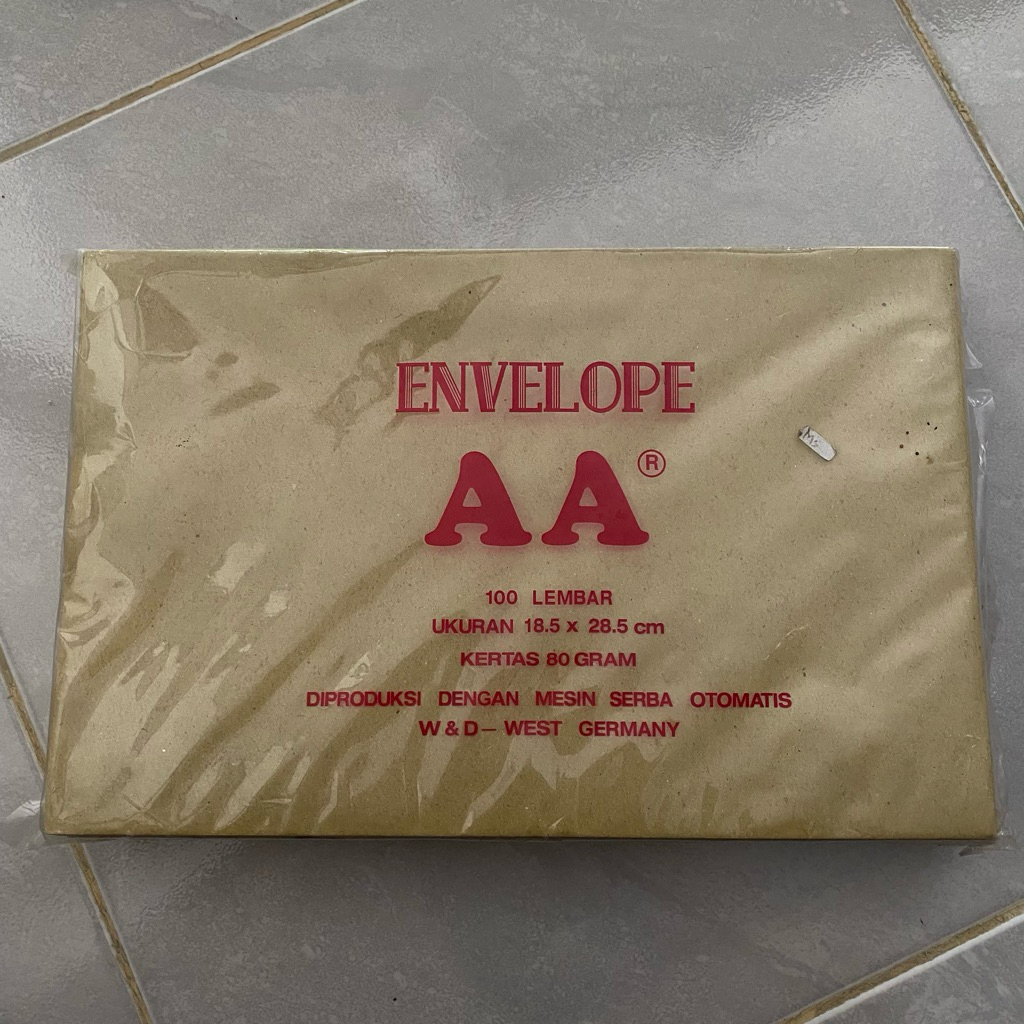 ENVELOPE
AA®
100 LEMBAR
UKURAN 18.5 x 28.5 cm
KERTAS 80 GRAM
DIPRODUKSI DENGAN MESIN SERBA OTOMATIS
W & D — WEST GERMANY